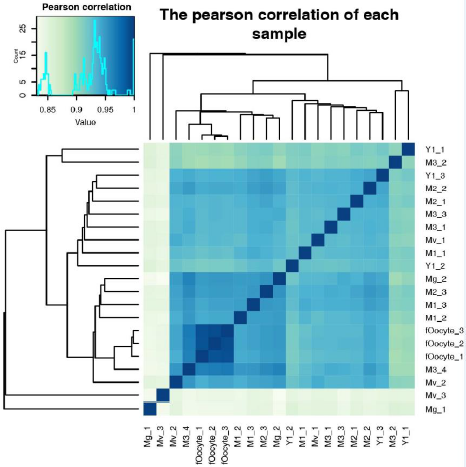 Pearson correlation
The pearson correlation of each
sample
Count
0 5 15 25
0.85 0.9 0.95 1
Value
Y1_1
M3_2
Y1_3
M2_2
M2_1
M3_3
M3_1
Mv_1
M1_1
Y1_2
Mg_2
M2_3
M1_3
M1_2
fOocyte_3
fOocyte_2
fOocyte_1
M3_4
Mv_2
Mv_3
Mg_1
Mg_1
Mv_3
Mv_2
M3_4
fOocyte_1
fOocyte_2
fOocyte_3
M1_2
M1_3
M2_3
Mg_2
Y1_2
M1_1
Mv_1
M3_1
M3_3
M2_1
M2_2
Y1_3
M3_2
Y1_1